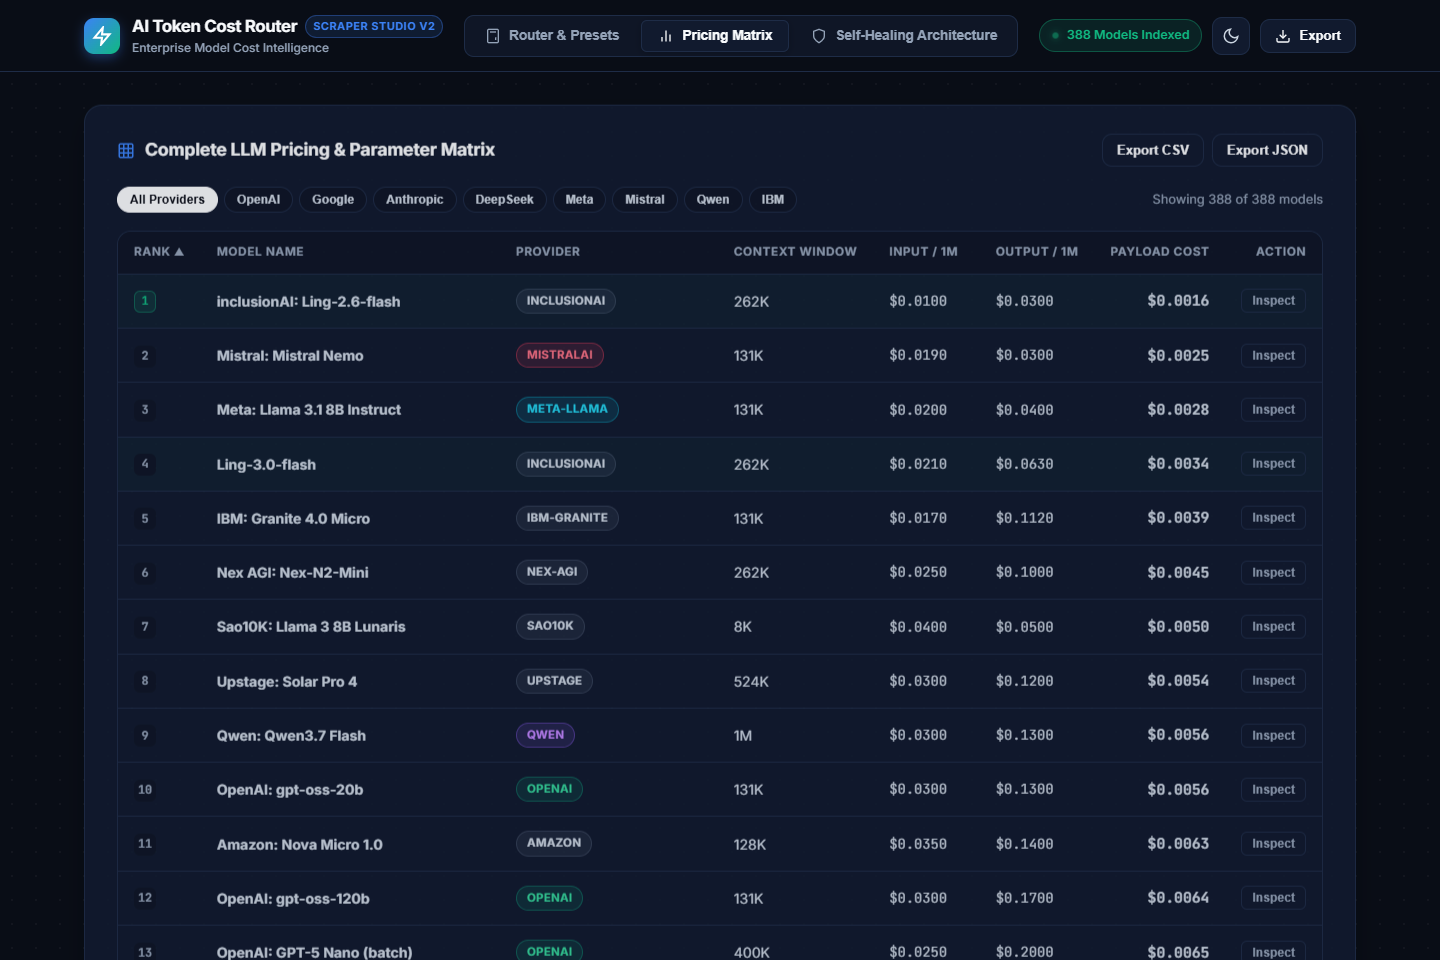 AI Token Cost Router SCRAPER STUDIO V2
Enterprise Model Cost Intelligence
Router & Presets Pricing Matrix Self-Healing Architecture
388 Models Indexed Export
Complete LLM Pricing & Parameter Matrix
Export CSV Export JSON
All Providers OpenAI Google Anthropic DeepSeek Meta Mistral Qwen IBM
Showing 388 of 388 models
RANK ▲ MODEL NAME PROVIDER CONTEXT WINDOW INPUT / 1M OUTPUT / 1M PAYLOAD COST ACTION
1 inclusionAI: Ling-2.6-flash INCLUSIONAI 262K $0.0100 $0.0300 $0.0016 Inspect
2 Mistral: Mistral Nemo MISTRALAI 131K $0.0190 $0.0300 $0.0025 Inspect
3 Meta: Llama 3.1 8B Instruct META-LLAMA 131K $0.0200 $0.0400 $0.0028 Inspect
4 Ling-3.0-flash INCLUSIONAI 262K $0.0210 $0.0630 $0.0034 Inspect
5 IBM: Granite 4.0 Micro IBM-GRANITE 131K $0.0170 $0.1120 $0.0039 Inspect
6 Nex AGI: Nex-N2-Mini NEX-AGI 262K $0.0250 $0.1000 $0.0045 Inspect
7 Sao10K: Llama 3 8B Lunaris SAO10K 8K $0.0400 $0.0500 $0.0050 Inspect
8 Upstage: Solar Pro 4 UPSTAGE 524K $0.0300 $0.1200 $0.0054 Inspect
9 Qwen: Qwen3.7 Flash QWEN 1M $0.0300 $0.1300 $0.0056 Inspect
10 OpenAI: gpt-oss-20b OPENAI 131K $0.0300 $0.1300 $0.0056 Inspect
11 Amazon: Nova Micro 1.0 AMAZON 128K $0.0350 $0.1400 $0.0063 Inspect
12 OpenAI: gpt-oss-120b OPENAI 131K $0.0300 $0.1700 $0.0064 Inspect
13 OpenAI: GPT-5 Nano (batch) OPENAI 400K $0.0250 $0.2000 $0.0065 Inspect